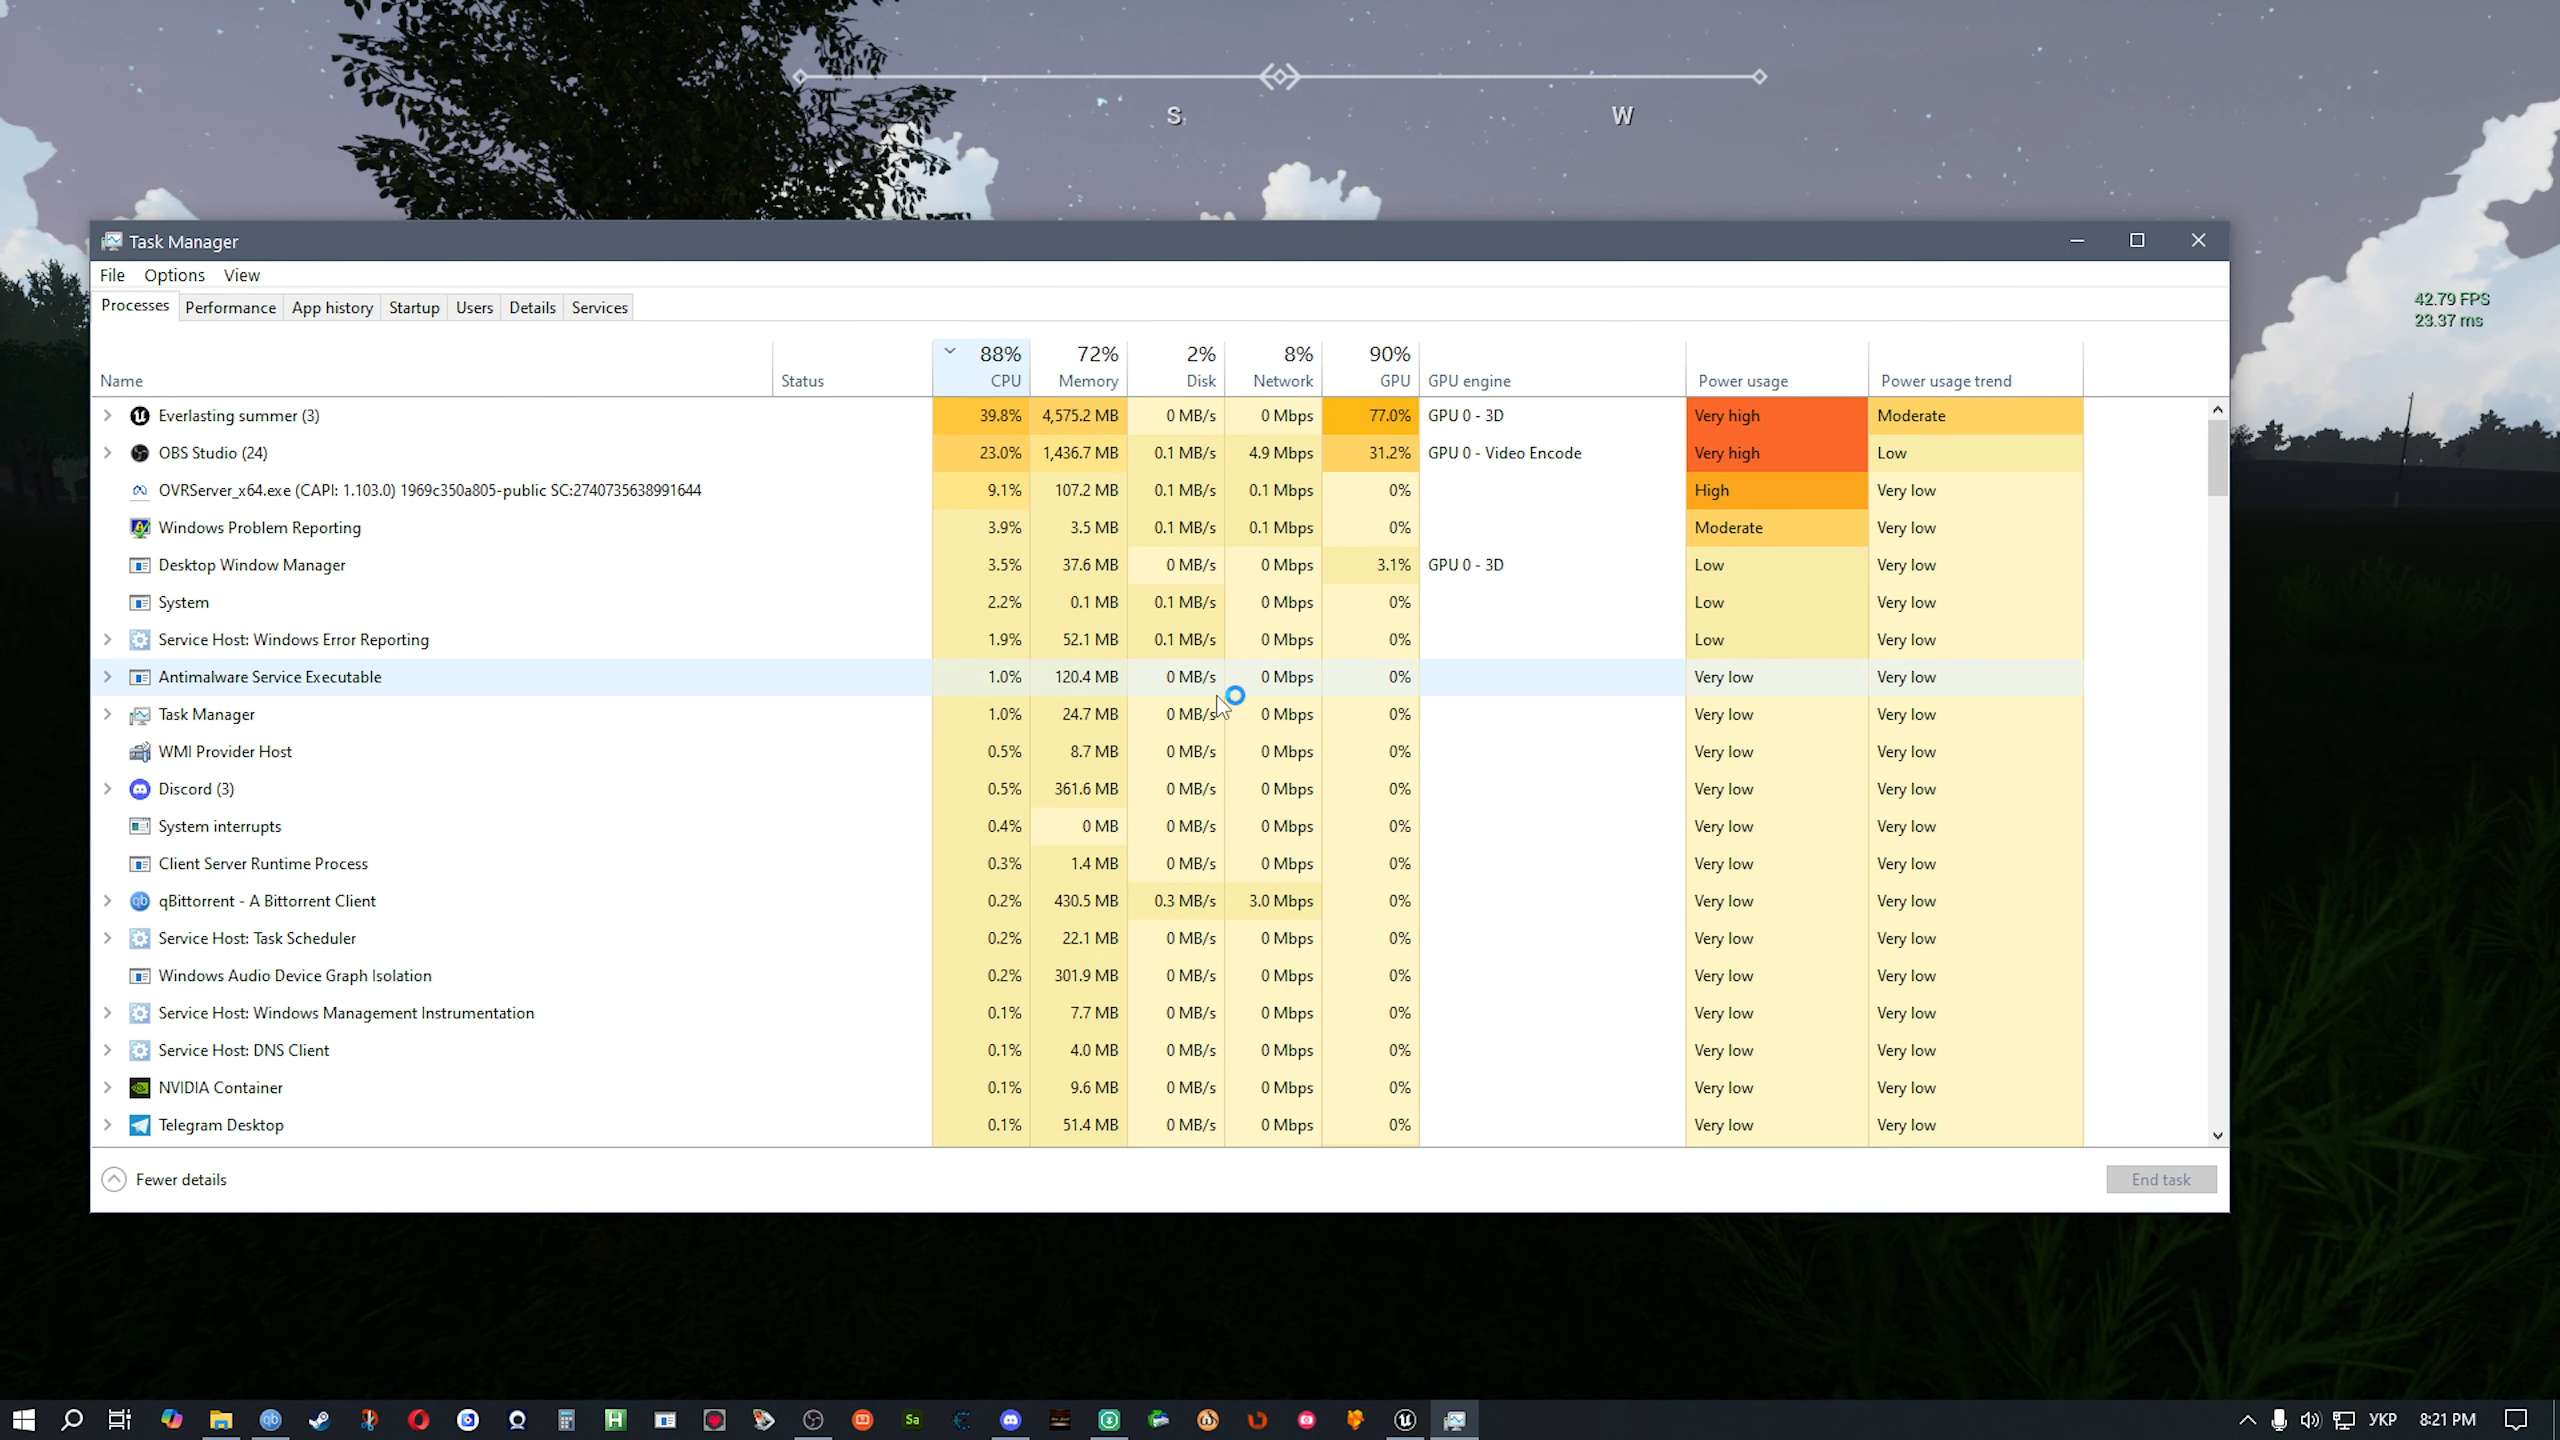 S
W
Task Manager
File Options View
Processes Performance App history Startup Users Details Services
42.79 FPS
23.37 ms
88% 72% 2% 8% 90%
Name Status CPU Memory Disk Network GPU GPU engine Power usage Power usage trend
Everlasting summer (3) 39.8% 4,575.2 MB 0 MB/s 0 Mbps 77.0% GPU 0 - 3D Very high Moderate
OBS Studio (24) 23.0% 1,436.7 MB 0.1 MB/s 4.9 Mbps 31.2% GPU 0 - Video Encode Very high Low
OVRServer_x64.exe (CAPI: 1.103.0) 1969c350a805-public SC:2740735638991644 9.1% 107.2 MB 0.1 MB/s 0.1 Mbps 0% High Very low
Windows Problem Reporting 3.9% 3.5 MB 0.1 MB/s 0.1 Mbps 0% Moderate Very low
Desktop Window Manager 3.5% 37.6 MB 0 MB/s 0 Mbps 3.1% GPU 0 - 3D Low Very low
System 2.2% 0.1 MB 0.1 MB/s 0 Mbps 0% Low Very low
Service Host: Windows Error Reporting 1.9% 52.1 MB 0.1 MB/s 0 Mbps 0% Low Very low
Antimalware Service Executable 1.0% 120.4 MB 0 MB/s 0 Mbps 0% Very low Very low
Task Manager 1.0% 24.7 MB 0 MB/s 0 Mbps 0% Very low Very low
WMI Provider Host 0.5% 8.7 MB 0 MB/s 0 Mbps 0% Very low Very low
Discord (3) 0.5% 361.6 MB 0 MB/s 0 Mbps 0% Very low Very low
System interrupts 0.4% 0 MB 0 MB/s 0 Mbps 0% Very low Very low
Client Server Runtime Process 0.3% 1.4 MB 0 MB/s 0 Mbps 0% Very low Very low
qBittorrent - A Bittorrent Client 0.2% 430.5 MB 0.3 MB/s 3.0 Mbps 0% Very low Very low
Service Host: Task Scheduler 0.2% 22.1 MB 0 MB/s 0 Mbps 0% Very low Very low
Windows Audio Device Graph Isolation 0.2% 301.9 MB 0 MB/s 0 Mbps 0% Very low Very low
Service Host: Windows Management Instrumentation 0.1% 7.7 MB 0 MB/s 0 Mbps 0% Very low Very low
Service Host: DNS Client 0.1% 4.0 MB 0 MB/s 0 Mbps 0% Very low Very low
NVIDIA Container 0.1% 9.6 MB 0 MB/s 0 Mbps 0% Very low Very low
Telegram Desktop 0.1% 51.4 MB 0 MB/s 0 Mbps 0% Very low Very low
Fewer details End task
qb Sa УКР 8:21 PM